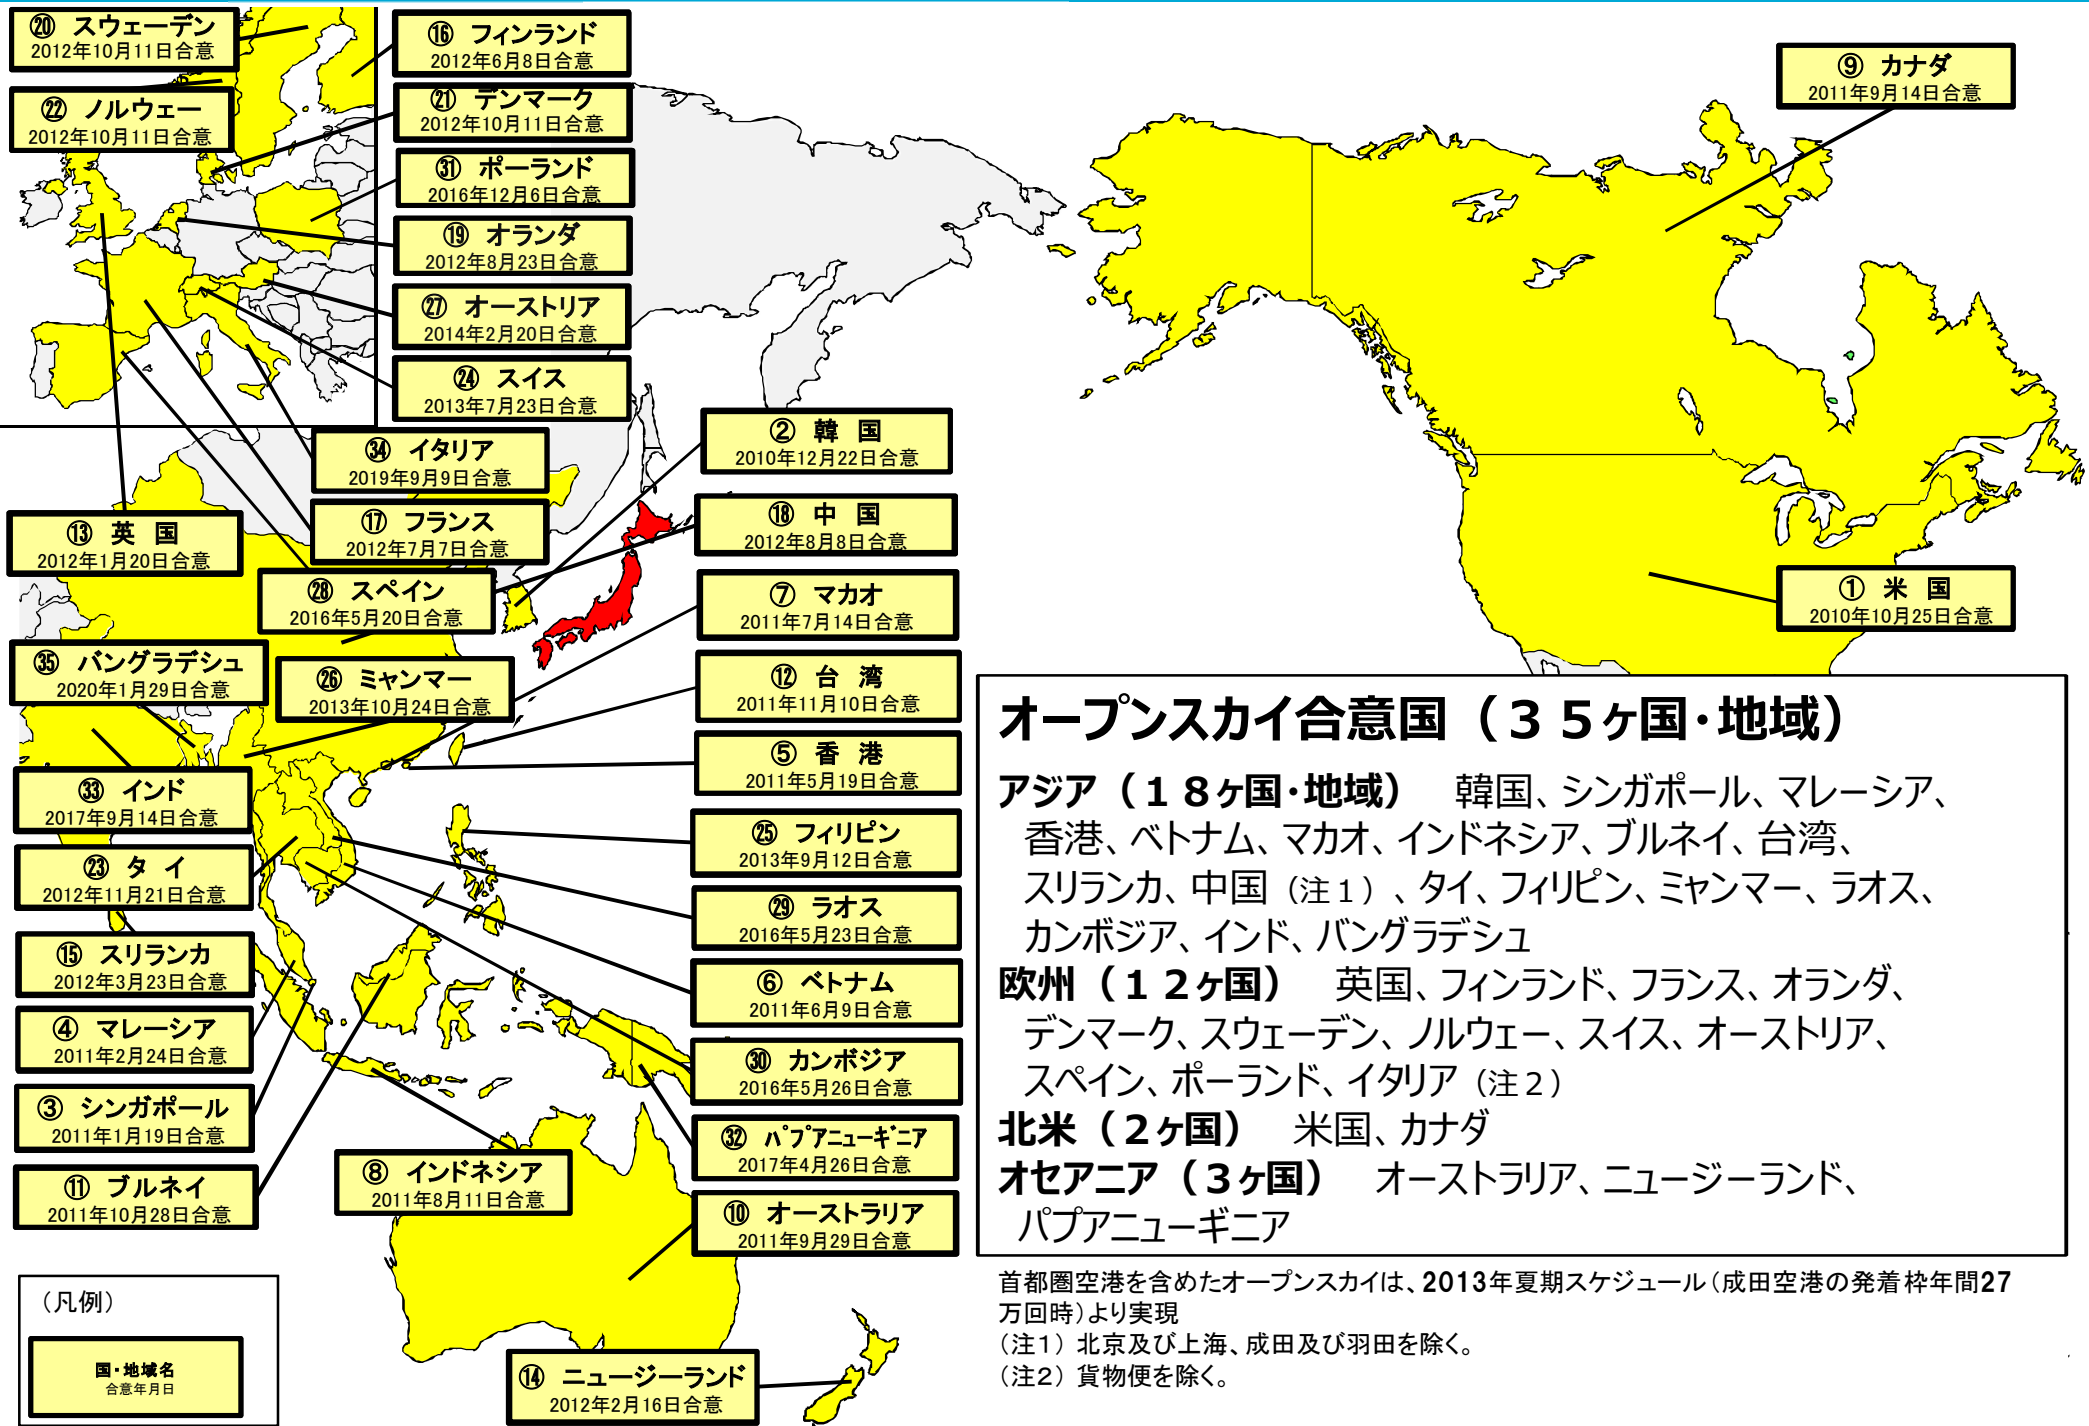 ⑳ スウェーデン
2012年10月11日合意
⑯ フィンランド
2012年6月8日合意
⑨ カナダ
2011年9月14日合意
㉒ ノルウェー
2012年10月11日合意
㉑ デンマーク
2012年10月11日合意
㉛ ポーランド
2016年12月6日合意
⑲ オランダ
2012年8月23日合意
㉗ オーストリア
2014年2月20日合意
㉔ スイス
2013年7月23日合意
② 韓 国
2010年12月22日合意
㉞ イタリア
2019年9月9日合意
⑬ 英 国
2012年1月20日合意
⑰ フランス
2012年7月7日合意
⑱ 中 国
2012年8月8日合意
㉘ スペイン
2016年5月20日合意
⑦ マカオ
2011年7月14日合意
① 米 国
2010年10月25日合意
㉟ バングラデシュ
2020年1月29日合意
㉖ ミャンマー
2013年10月24日合意
⑫ 台 湾
2011年11月10日合意
⑤ 香 港
2011年5月19日合意
㉝ インド
2017年9月14日合意
㉕ フィリピン
2013年9月12日合意
㉓ タ イ
2012年11月21日合意
㉙ ラオス
2016年5月23日合意
⑮ スリランカ
2012年3月23日合意
⑥ ベトナム
2011年6月9日合意
④ マレーシア
2011年2月24日合意
㉚ カンボジア
2016年5月26日合意
③ シンガポール
2011年1月19日合意
㉜ パプアニューギニア
2017年4月26日合意
⑪ ブルネイ
2011年10月28日合意
⑧ インドネシア
2011年8月11日合意
⑩ オーストラリア
2011年9月29日合意
⑭ ニュージーランド
2012年2月16日合意
（凡例）
国・地域名
合意年月日
オープンスカイ合意国（３５ヶ国・地域）
アジア（１８ヶ国・地域）　韓国、シンガポール、マレーシア、
香港、ベトナム、マカオ、インドネシア、ブルネイ、台湾、
スリランカ、中国（注１）、タイ、フィリピン、ミャンマー、ラオス、
カンボジア、インド、バングラデシュ
欧州（１２ヶ国）　英国、フィンランド、フランス、オランダ、
デンマーク、スウェーデン、ノルウェー、スイス、オーストリア、
スペイン、ポーランド、イタリア（注２）
北米（２ヶ国）　米国、カナダ
オセアニア（３ヶ国）　オーストラリア、ニュージーランド、
パプアニューギニア
首都圏空港を含めたオープンスカイは、2013年夏期スケジュール（成田空港の発着枠年間27
万回時）より実現
（注１） 北京及び上海、成田及び羽田を除く。
（注２） 貨物便を除く。